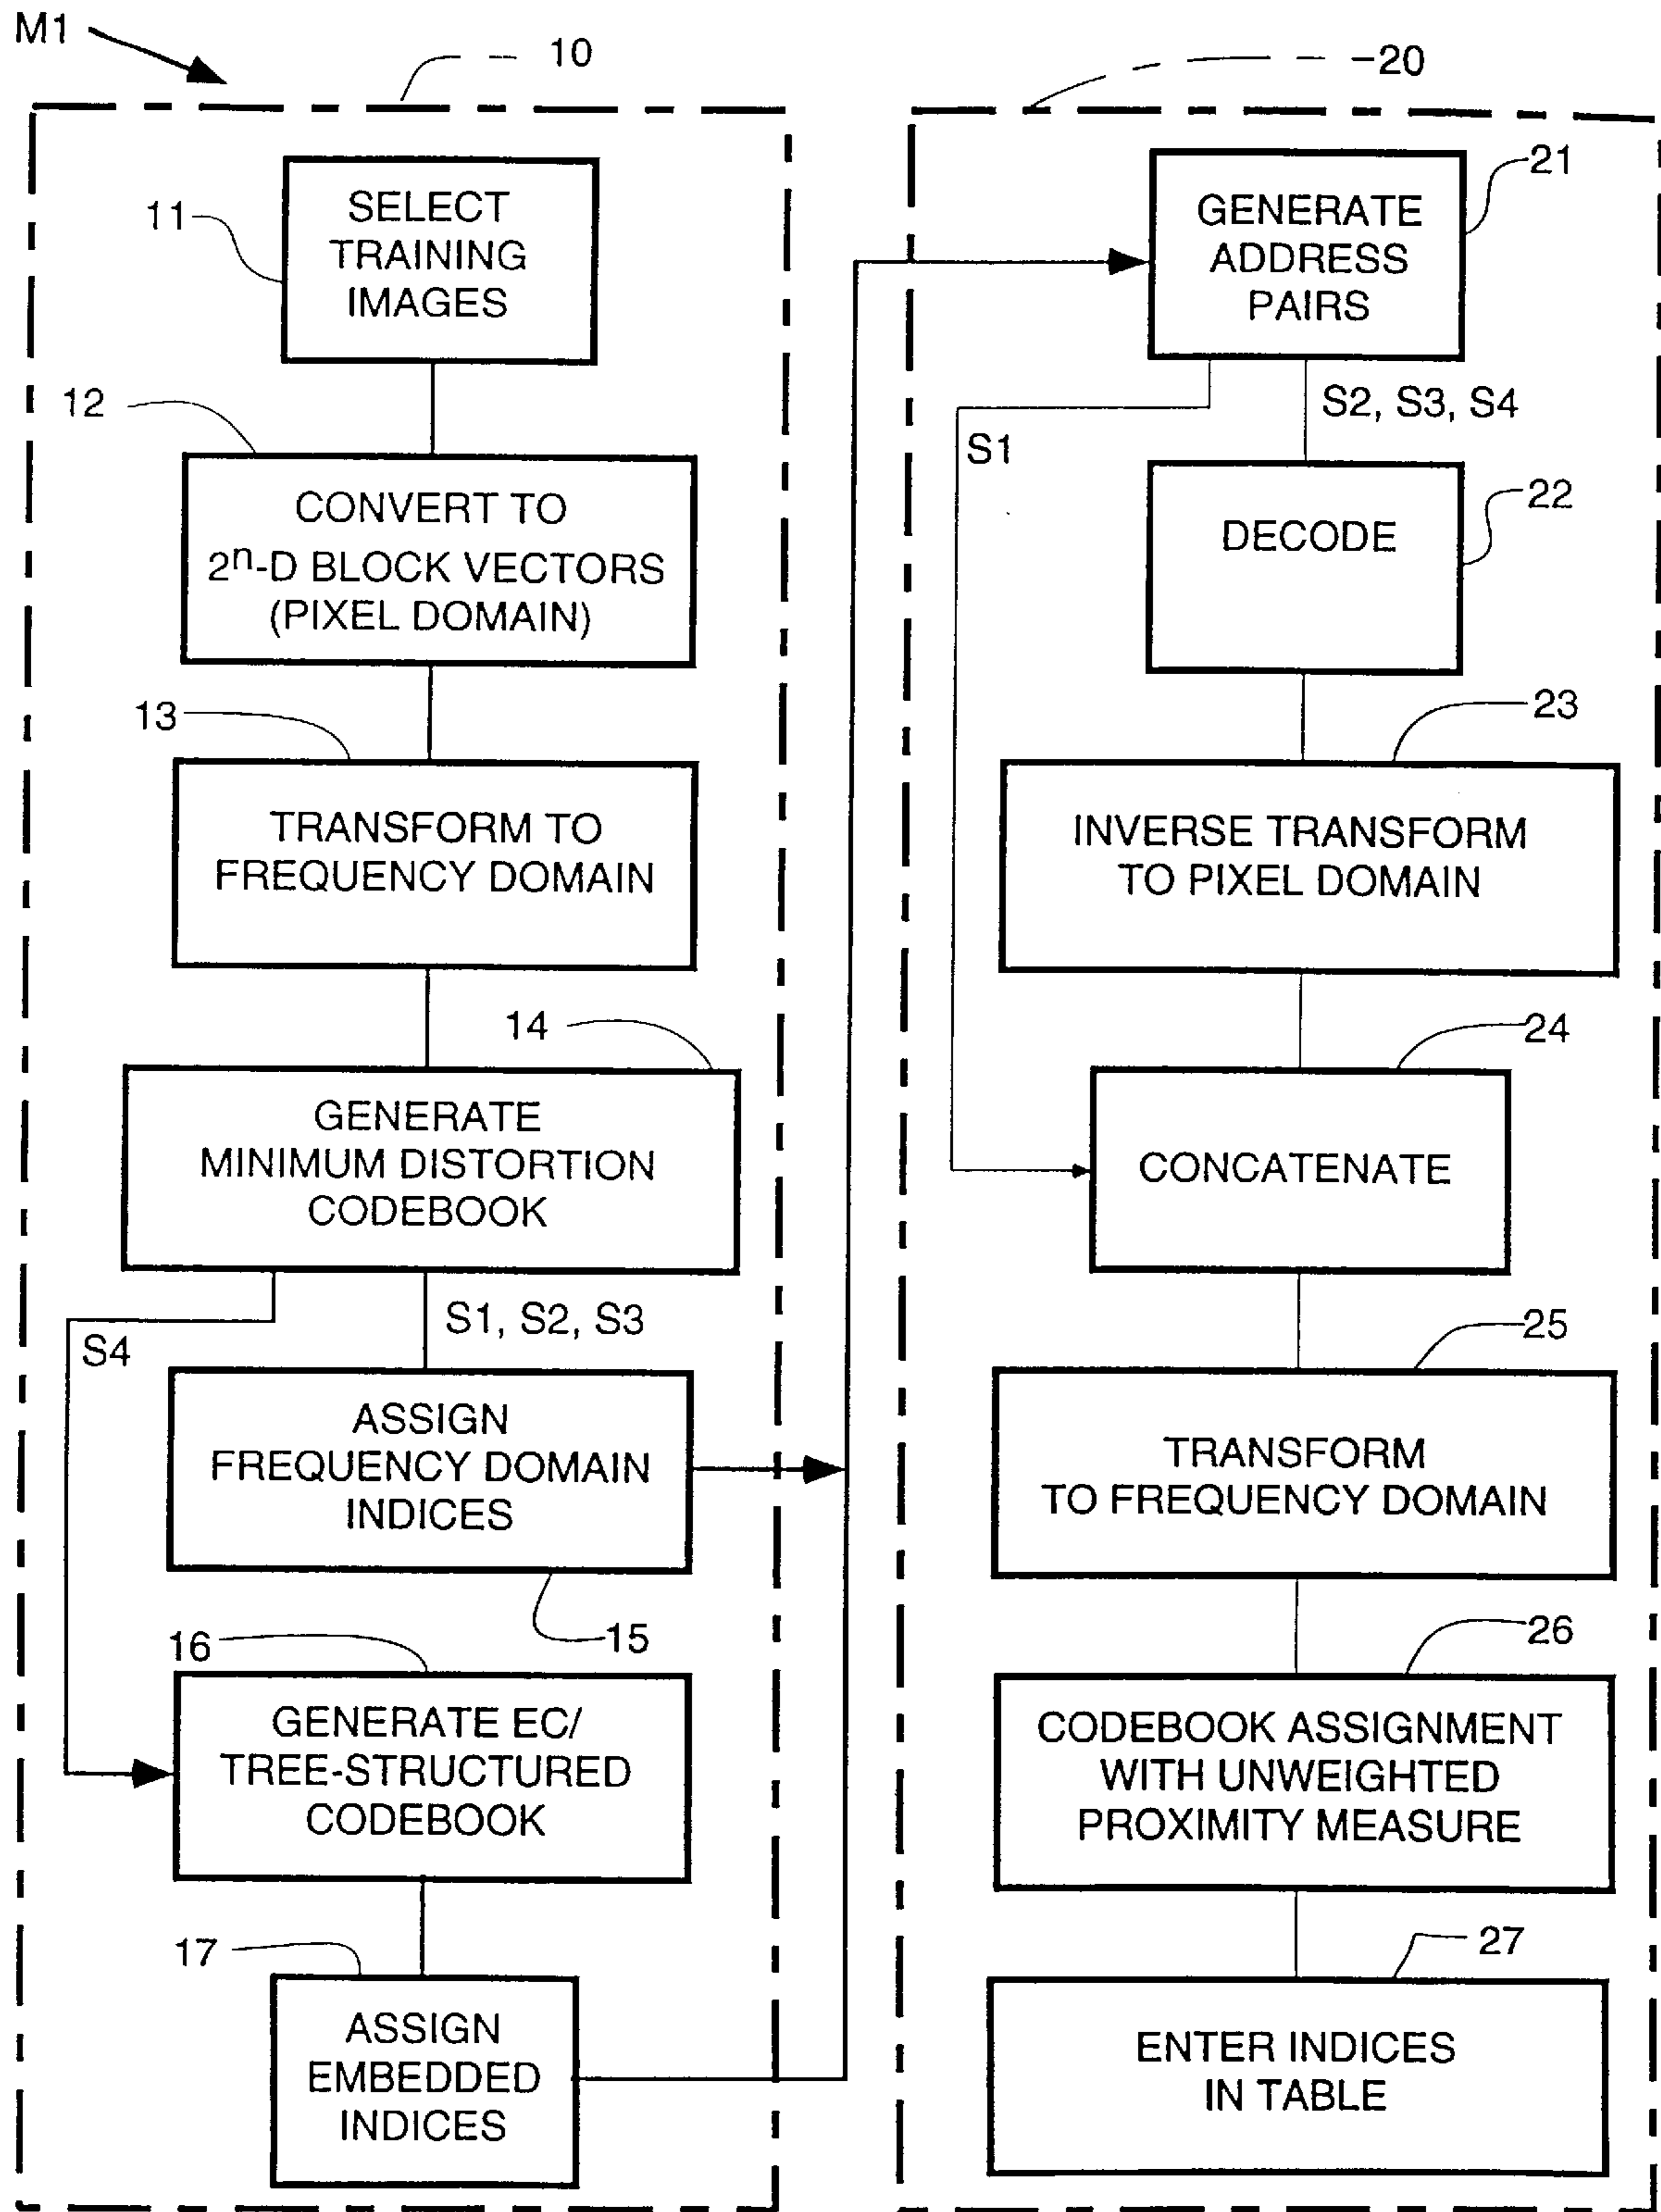 M1
10
11
SELECT
TRAINING
IMAGES
12
CONVERT TO
2ⁿ-D BLOCK VECTORS
(PIXEL DOMAIN)
13
TRANSFORM TO
FREQUENCY DOMAIN
14
GENERATE
MINIMUM DISTORTION
CODEBOOK
S4
S1, S2, S3
ASSIGN
FREQUENCY DOMAIN
INDICES
15
16
GENERATE EC/
TREE-STRUCTURED
CODEBOOK
17
ASSIGN
EMBEDDED
INDICES
20
21
GENERATE
ADDRESS
PAIRS
S1
S2, S3, S4
22
DECODE
23
INVERSE TRANSFORM
TO PIXEL DOMAIN
24
CONCATENATE
25
TRANSFORM
TO FREQUENCY DOMAIN
26
CODEBOOK ASSIGNMENT
WITH UNWEIGHTED
PROXIMITY MEASURE
27
ENTER INDICES
IN TABLE